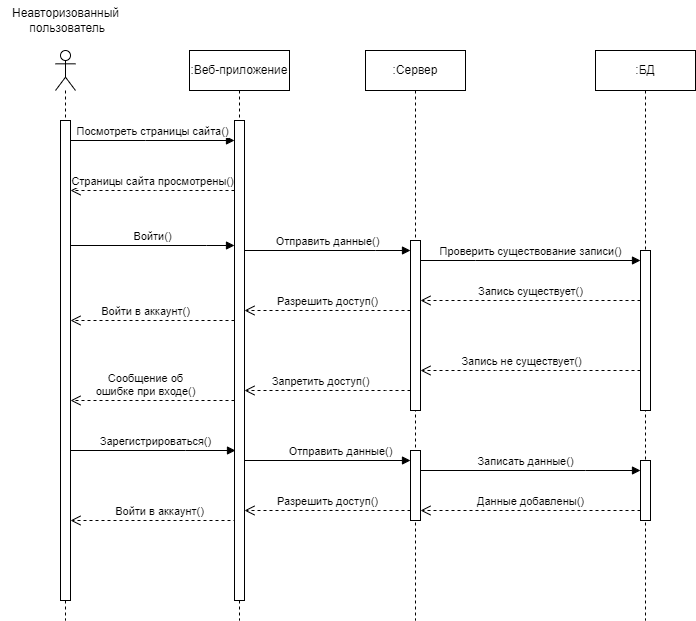 Неавторизованный
пользователь
:Веб-приложение
:Сервер
:БД
Посмотреть страницы сайта()
Страницы сайта просмотрены()
Войти()
Отправить данные()
Проверить существование записи()
Запись существует()
Разрешить доступ()
Войти в аккаунт()
Запись не существует()
Запретить доступ()
Сообщение об
ошибке при входе()
Зарегистрироваться()
Отправить данные()
Записать данные()
Данные добавлены()
Разрешить доступ()
Войти в аккаунт()